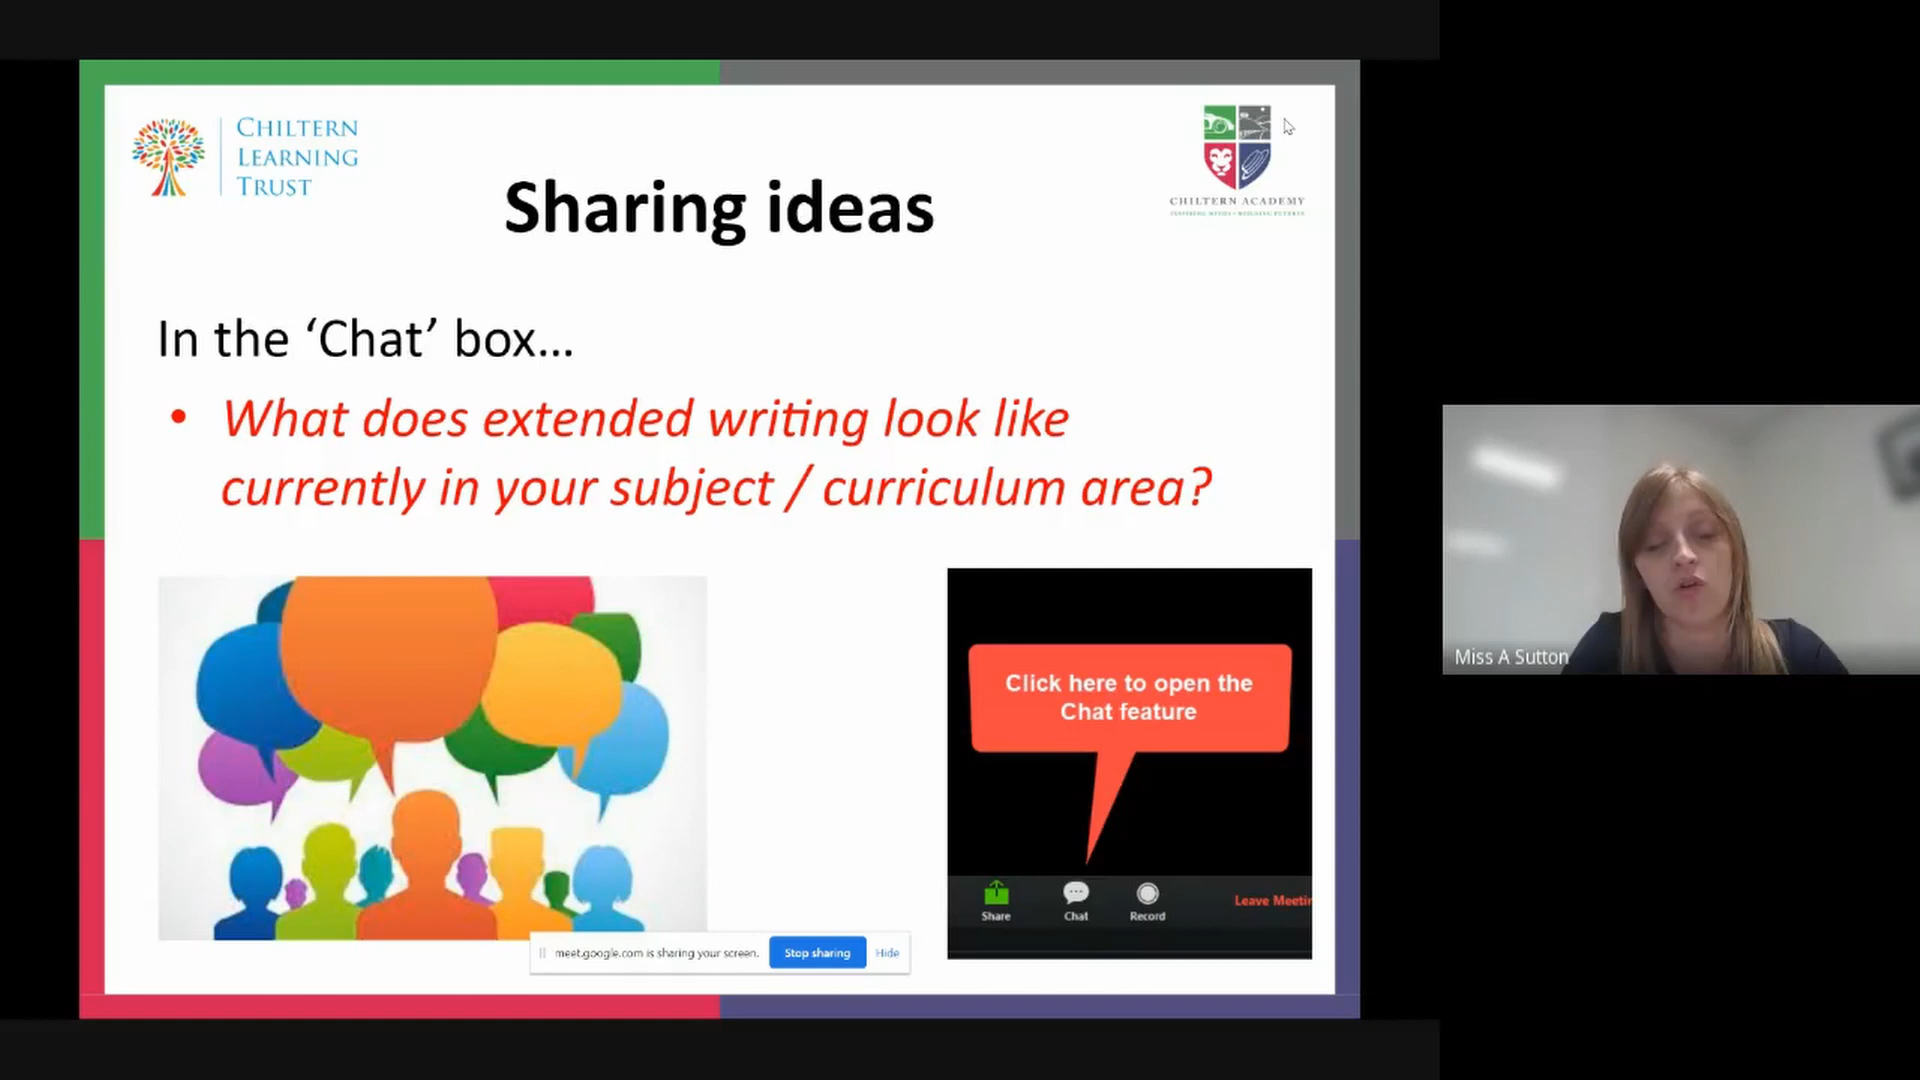 CHILTERN
LEARNING
TRUST
CHILTERN ACADEMY
Sharing ideas
In the ‘Chat’ box...
• What does extended writing look like
currently in your subject / curriculum area?
Click here to open the
Chat feature
Share
Chat
Record
Leave Meetin
meet.google.com is sharing your screen.
Stop sharing
Hide
Miss A Sutton